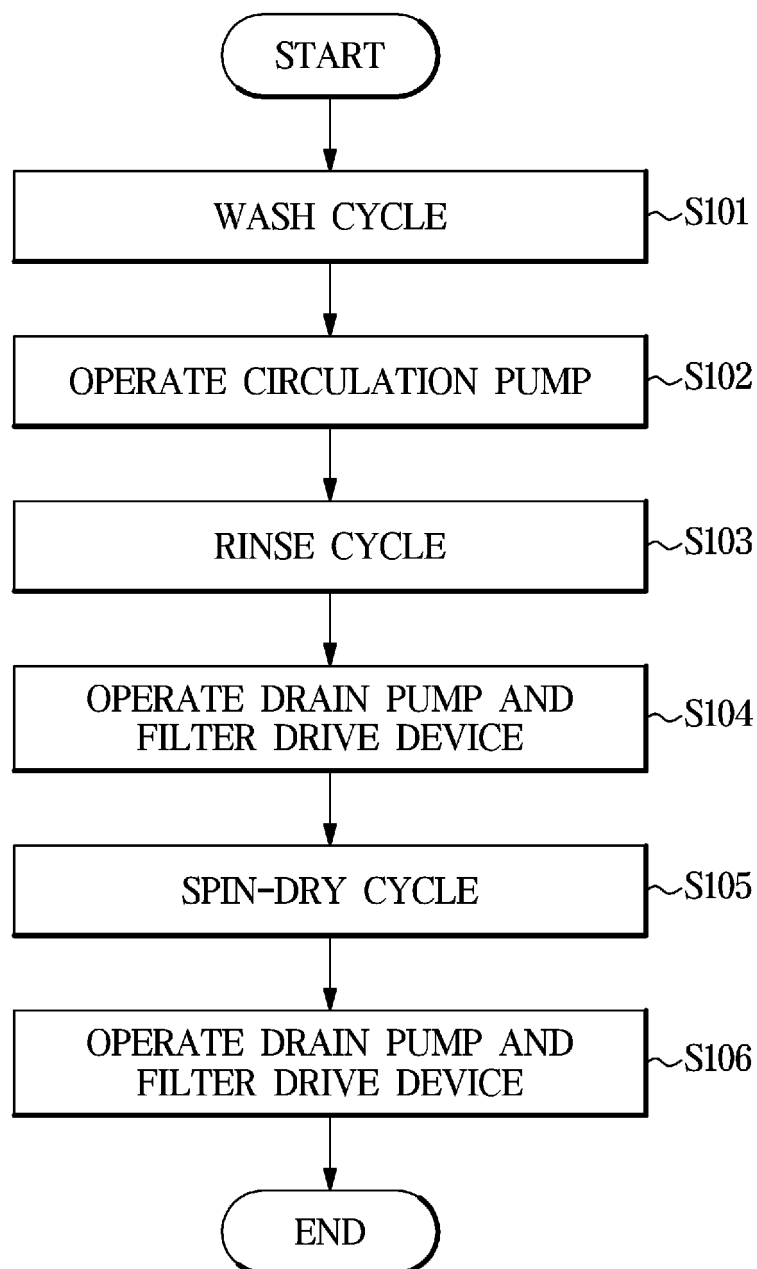 START
WASH CYCLE
S101
OPERATE CIRCULATION PUMP
S102
RINSE CYCLE
S103
OPERATE DRAIN PUMP AND
FILTER DRIVE DEVICE
S104
SPIN-DRY CYCLE
S105
OPERATE DRAIN PUMP AND
FILTER DRIVE DEVICE
S106
END